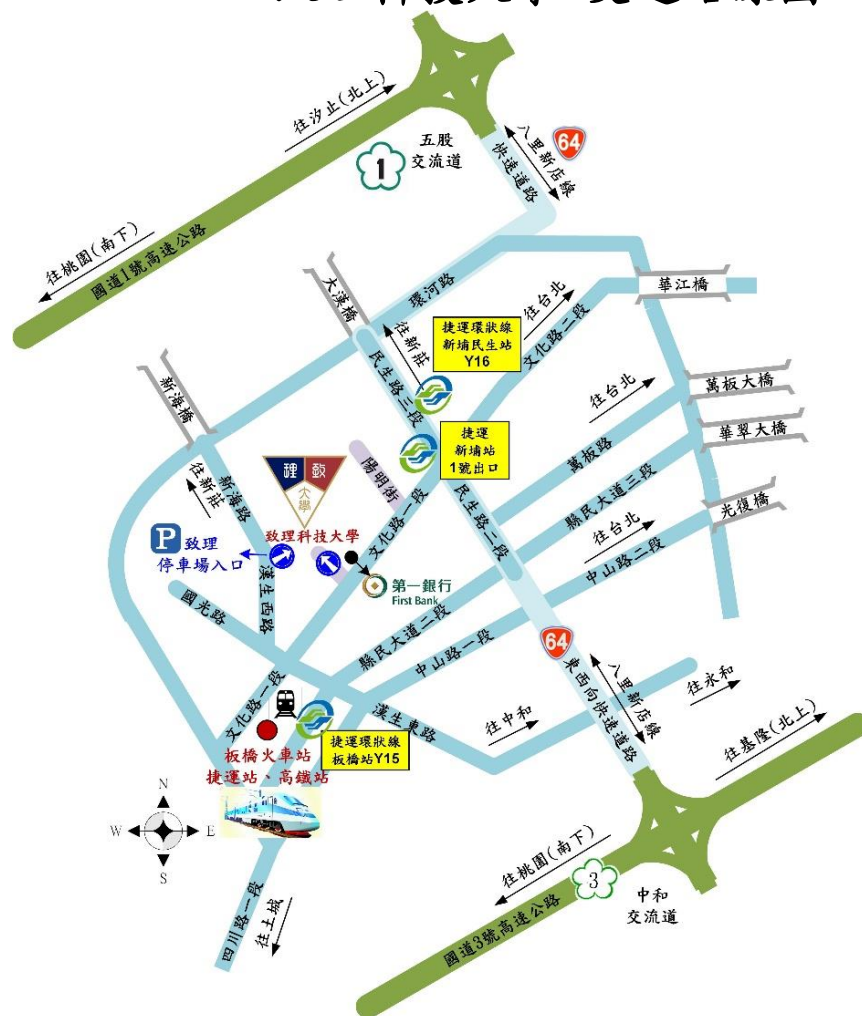 往汐止(北上)
五股
交流道
1
八里新店線
64
快速道路
往桃園(南下)
國道1號高速公路
環河路
大漢橋
往新莊
華江橋
往台北
文化路二段
捷運環狀線
新埔民生站
Y16
民生路三段
新海橋
往台北
萬板大橋
捷運
新埔站
1號出口
萬板路
華翠大橋
往新莊
新海路
理 致
大學
陽明街
縣民大道三段
光復橋
文化路一段
民生路二段
致理科技大學
P 致理
停車場入口
往台北
中山路二段
第一銀行
First Bank
漢生西路
國光路
縣民大道二段
中山路一段
64
八里新店線
東西向快速道路
文化路一段
漢生東路
往中和
往永和
捷運環狀線
板橋站Y15
板橋火車站
捷運站、高鐵站
往基隆(北上)
N
W E
S
往桃園(南下)
3
中和
交流道
國道3號高速公路
四川路一段
往土城